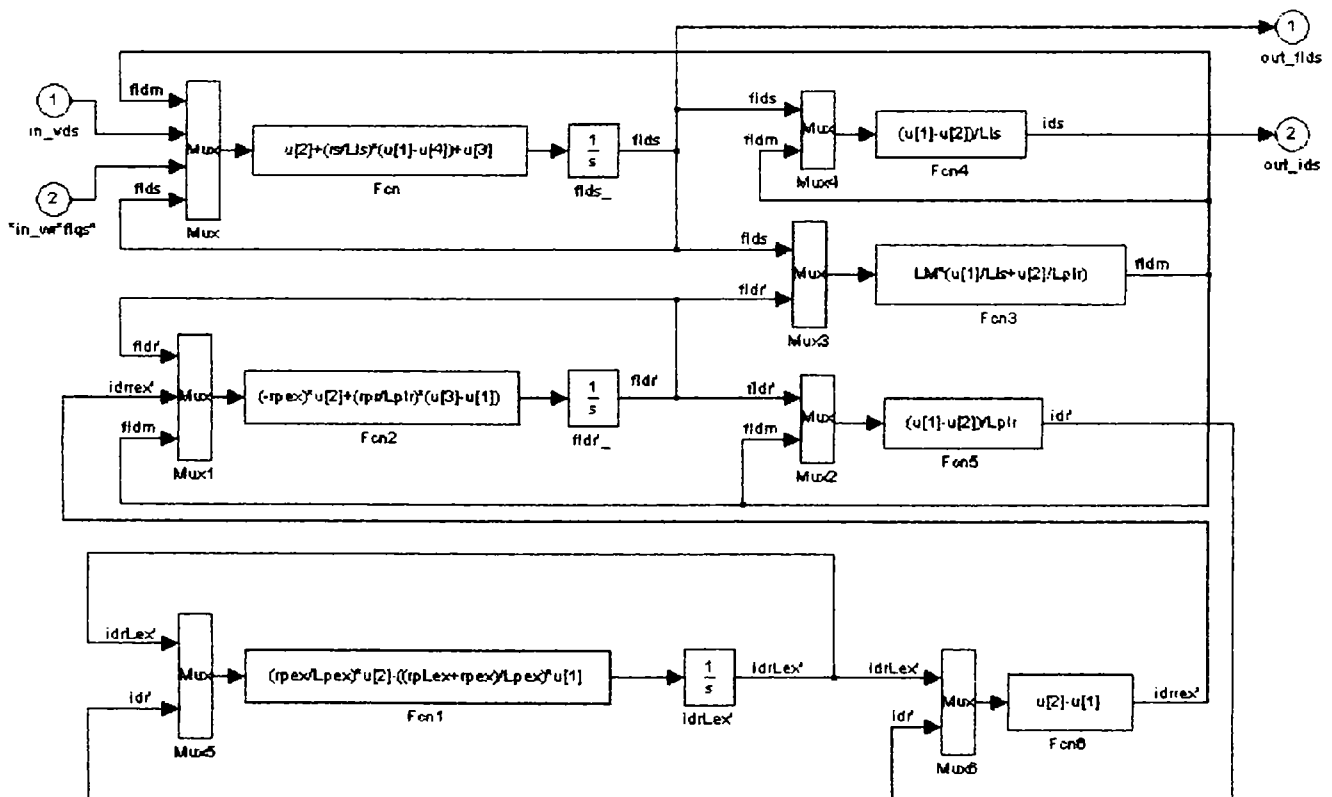 1
out_flds
fldm
1
in_vds
flds
2
"in_wr*flqs"
Mux
Mux
u[2]+(rs/Lls)*(u[1]-u[4])+u[3]
Fcn
1
s
flds_
flds
flds
fldm
Mux
Mux4
(u[1]-u[2])/Lls
Fcn4
ids
2
out_ids
flds
fldr'
Mux
Mux3
LM*(u[1]/Lls+u[2]/Lplr)
Fcn3
fldm
fldr'
idrrex'
fldm
Mux
Mux1
(-rpex)*u[2]+(rpr/Lplr)*(u[3]-u[1])
Fcn2
1
s
fldr'_
fldr'
fldr'
fldm
Mux
Mux2
(u[1]-u[2])/Lplr
Fcn5
idr'
idrLex'
idr'
Mux
Mux5
(rpex/Lpex)*u[2]-((rpLex+rpex)/Lpex)*u[1]
Fcn1
1
s
idrLex'
idrLex'
idrLex'
idr'
Mux
Mux6
u[2]-u[1]
Fcn6
idrrex'